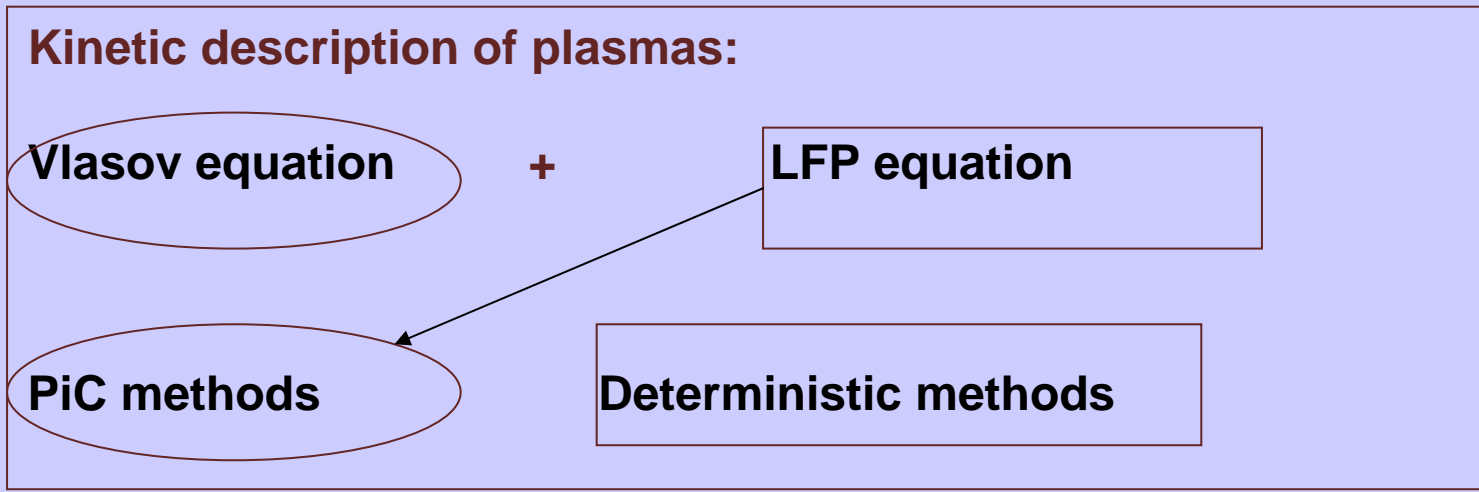 Kinetic description of plasmas:
Vlasov equation + LFP equation
PiC methods Deterministic methods